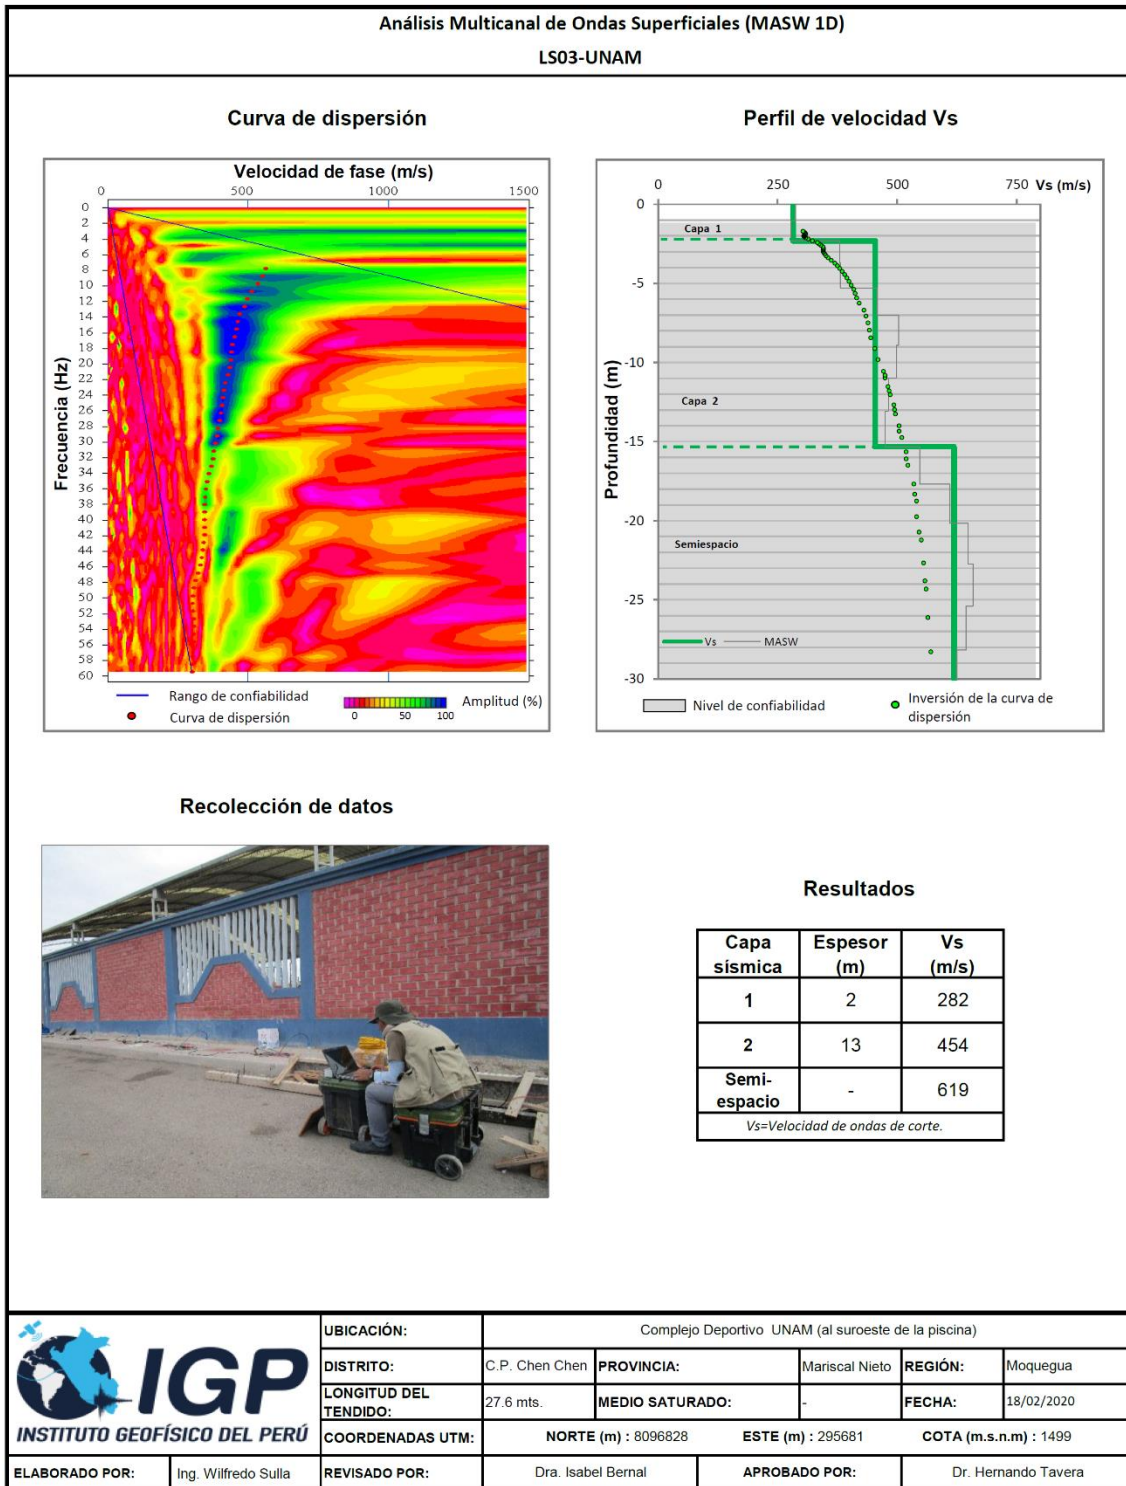 Análisis Multicanal de Ondas Superficiales (MASW 1D)
LS03-UNAM
Curva de dispersión
Velocidad de fase (m/s)
0 500 1000 1500
Frecuencia (Hz)
0
2
4
6
8
10
12
14
16
18
20
22
24
26
28
30
32
34
36
38
39
42
44
46
48
50
52
54
56
58
60
Rango de confiabilidad
Curva de dispersión
Amplitud (%)
0 50 100
Perfil de velocidad Vs
0 250 500 750 Vs (m/s)
Profundidad (m)
0
-5
-10
-15
-20
-25
-30
Capa 1
Capa 2
Semiespacio
Vs MASW
Nivel de confiabilidad
Inversión de la curva de
dispersión
Recolección de datos
Resultados
Capa sísmica Espesor (m) Vs (m/s)
1 2 282
2 13 454
Semi-espacio - 619
Vs=Velocidad de ondas de corte.
IGP
INSTITUTO GEOFÍSICO DEL PERÚ
UBICACIÓN: Complejo Deportivo UNAM (al suroeste de la piscina)
DISTRITO: C.P. Chen Chen PROVINCIA: Mariscal Nieto REGIÓN: Moquegua
LONGITUD DEL TENDIDO: 27.6 mts. MEDIO SATURADO: - FECHA: 18/02/2020
COORDENADAS UTM: NORTE (m) : 8096828 ESTE (m) : 295681 COTA (m.s.n.m) : 1499
ELABORADO POR: Ing. Wilfredo Sulla REVISADO POR: Dra. Isabel Bernal APROBADO POR: Dr. Hernando Tavera